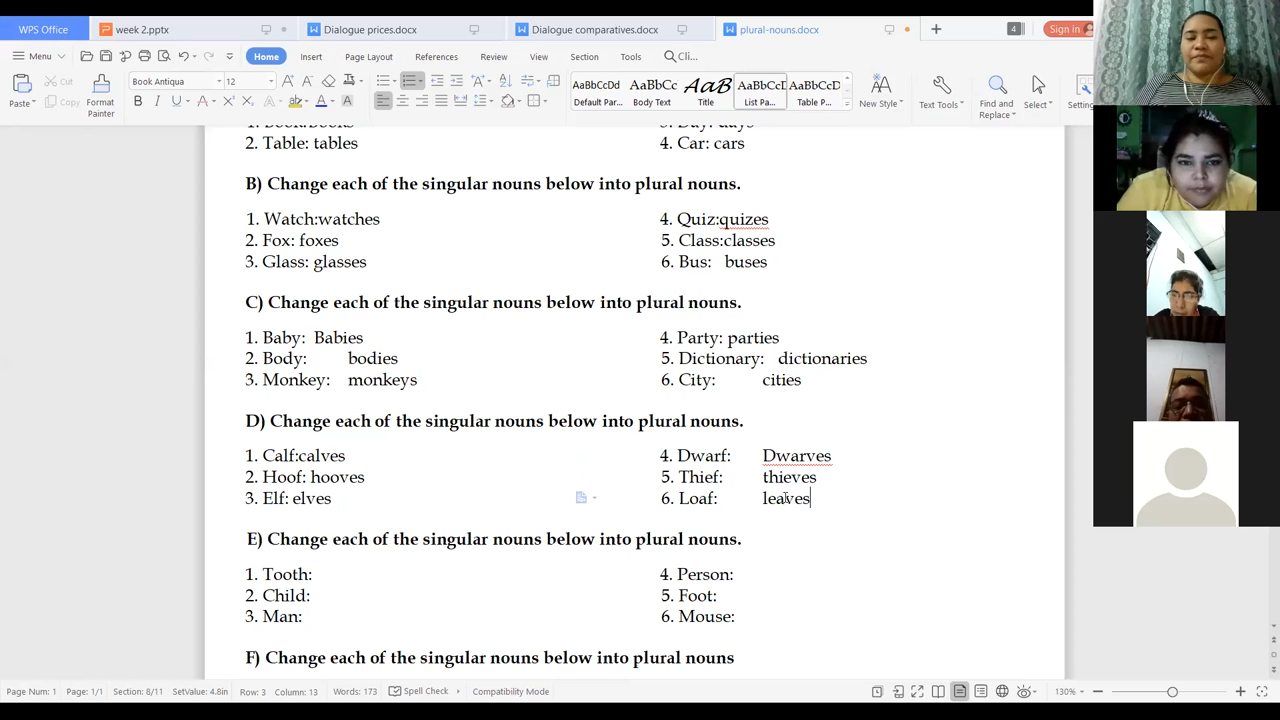 WPS Office
week 2.pptx
Dialogue prices.docx
Dialogue comparatives.docx
plural-nouns.docx
4
Sign in
Menu
Home
Insert
Page Layout
References
Review
View
Section
Tools
Cli...
Paste
Cut
Copy
Format Painter
Book Antiqua
12
AaBbCcDd
Default Par...
AaBbCc
Body Text
AaB
Title
AaBbCcI
List Pa...
AaBbCcD
Table P...
New Style
Text Tools
Find and Replace
Select
Settin
2. Table: tables
4. Car: cars
B) Change each of the singular nouns below into plural nouns.
1. Watch:watches
4. Quiz:quizes
2. Fox: foxes
5. Class:classes
3. Glass: glasses
6. Bus: buses
C) Change each of the singular nouns below into plural nouns.
1. Baby: Babies
4. Party: parties
2. Body: bodies
5. Dictionary: dictionaries
3. Monkey: monkeys
6. City: cities
D) Change each of the singular nouns below into plural nouns.
1. Calf:calves
4. Dwarf: Dwarves
2. Hoof: hooves
5. Thief: thieves
3. Elf: elves
6. Loaf: leaves
E) Change each of the singular nouns below into plural nouns.
1. Tooth:
4. Person:
2. Child:
5. Foot:
3. Man:
6. Mouse:
F) Change each of the singular nouns below into plural nouns
Page Num: 1
Page: 1/1
Section: 8/11
SetValue: 4.8in
Row: 3
Column: 13
Words: 173
Spell Check
Compatibility Mode
130%